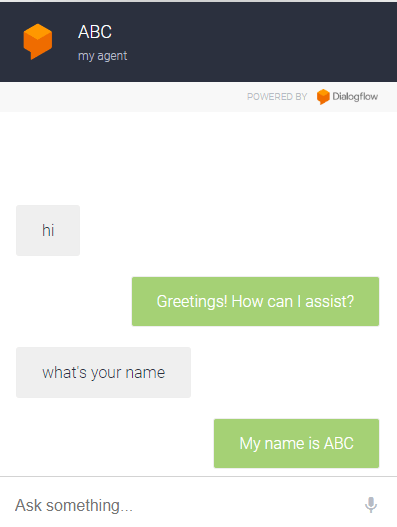 ABC
my agent
POWERED BY Dialogflow
hi
Greetings! How can I assist?
what's your name
My name is ABC
Ask something...